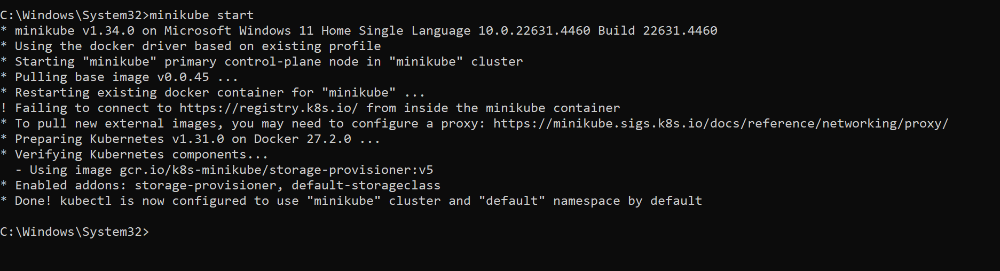 C:\Windows\System32>minikube start
* minikube v1.34.0 on Microsoft Windows 11 Home Single Language 10.0.22631.4460 Build 22631.4460
* Using the docker driver based on existing profile
* Starting "minikube" primary control-plane node in "minikube" cluster
* Pulling base image v0.0.45 ...
* Restarting existing docker container for "minikube" ...
! Failing to connect to https://registry.k8s.io/ from inside the minikube container
* To pull new external images, you may need to configure a proxy: https://minikube.sigs.k8s.io/docs/reference/networking/proxy/
* Preparing Kubernetes v1.31.0 on Docker 27.2.0 ...
* Verifying Kubernetes components...
  - Using image gcr.io/k8s-minikube/storage-provisioner:v5
* Enabled addons: storage-provisioner, default-storageclass
* Done! kubectl is now configured to use "minikube" cluster and "default" namespace by default
C:\Windows\System32>